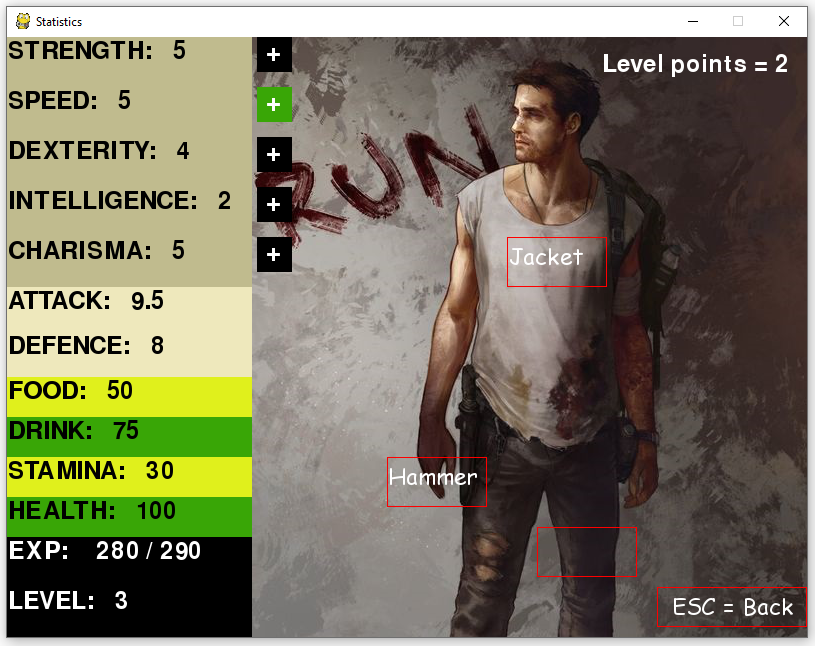 Statistics
STRENGTH: 5
+
Level points = 2
SPEED: 5
+
DEXTERITY: 4
+
RUN
INTELLIGENCE: 2
+
CHARISMA: 5
+
Jacket
ATTACK: 9.5
DEFENCE: 8
FOOD: 50
DRINK: 75
STAMINA: 30
Hammer
HEALTH: 100
EXP: 280 / 290
LEVEL: 3
ESC = Back